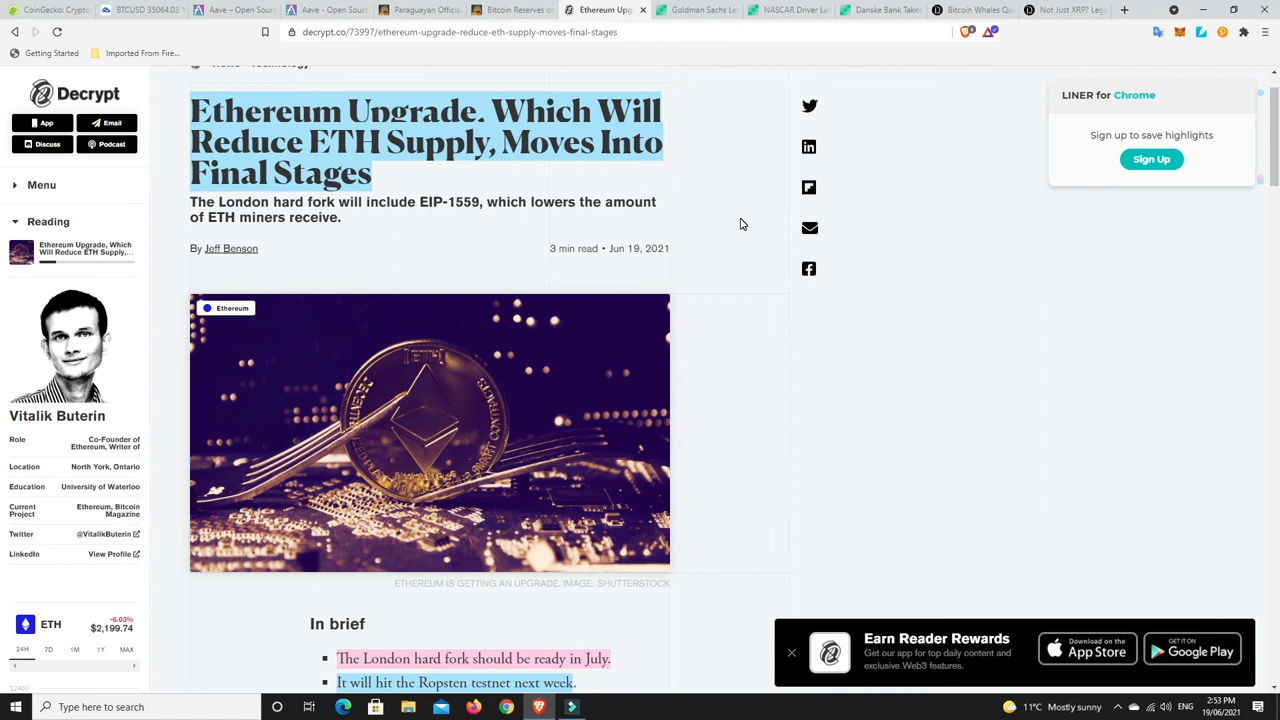 CoinGecko: Crypto
BTCUSD 35064.03
Aave – Open Sour
Aave – Open Sour
Paraguayan Officia
Bitcoin Reserves o
Ethereum Upg
Goldman Sachs Le
NASCAR Driver La
Danske Bank Takes
Bitcoin Whales Qu
Not Just XRP? Lega
decrypt.co/73997/ethereum-upgrade-reduce-eth-supply-moves-final-stages
Getting Started
Imported From Fire...
Decrypt
App
Email
Discuss
Podcast
Menu
Reading
Ethereum Upgrade, Which
Will Reduce ETH Supply,...
Vitalik Buterin
Role
Co-Founder of
Ethereum, Writer of
Location
North York, Ontario
Education
University of Waterloo
Current
Project
Ethereum, Bitcoin
Magazine
Twitter
@VitalikButerin
LinkedIn
View Profile
ETH
-6.03%
$2,199.74
24H 7D 1M 1Y MAX
$2400
Ethereum Upgrade, Which Will
Reduce ETH Supply, Moves Into
Final Stages
The London hard fork will include EIP-1559, which lowers the amount
of ETH miners receive.
By Jeff Benson
3 min read • Jun 19, 2021
Ethereum
ETHEREUM IS GETTING AN UPGRADE. IMAGE: SHUTTERSTOCK
In brief
The London hard fork should be ready in July.
It will hit the Ropsten testnet next week.
LINER for Chrome
Sign up to save highlights
Sign Up
Earn Reader Rewards
Get our app for top daily content and
exclusive Web3 features.
Download on the
App Store
GET IT ON
Google Play
Type here to search
11°C Mostly sunny
ENG
2:53 PM
19/06/2021